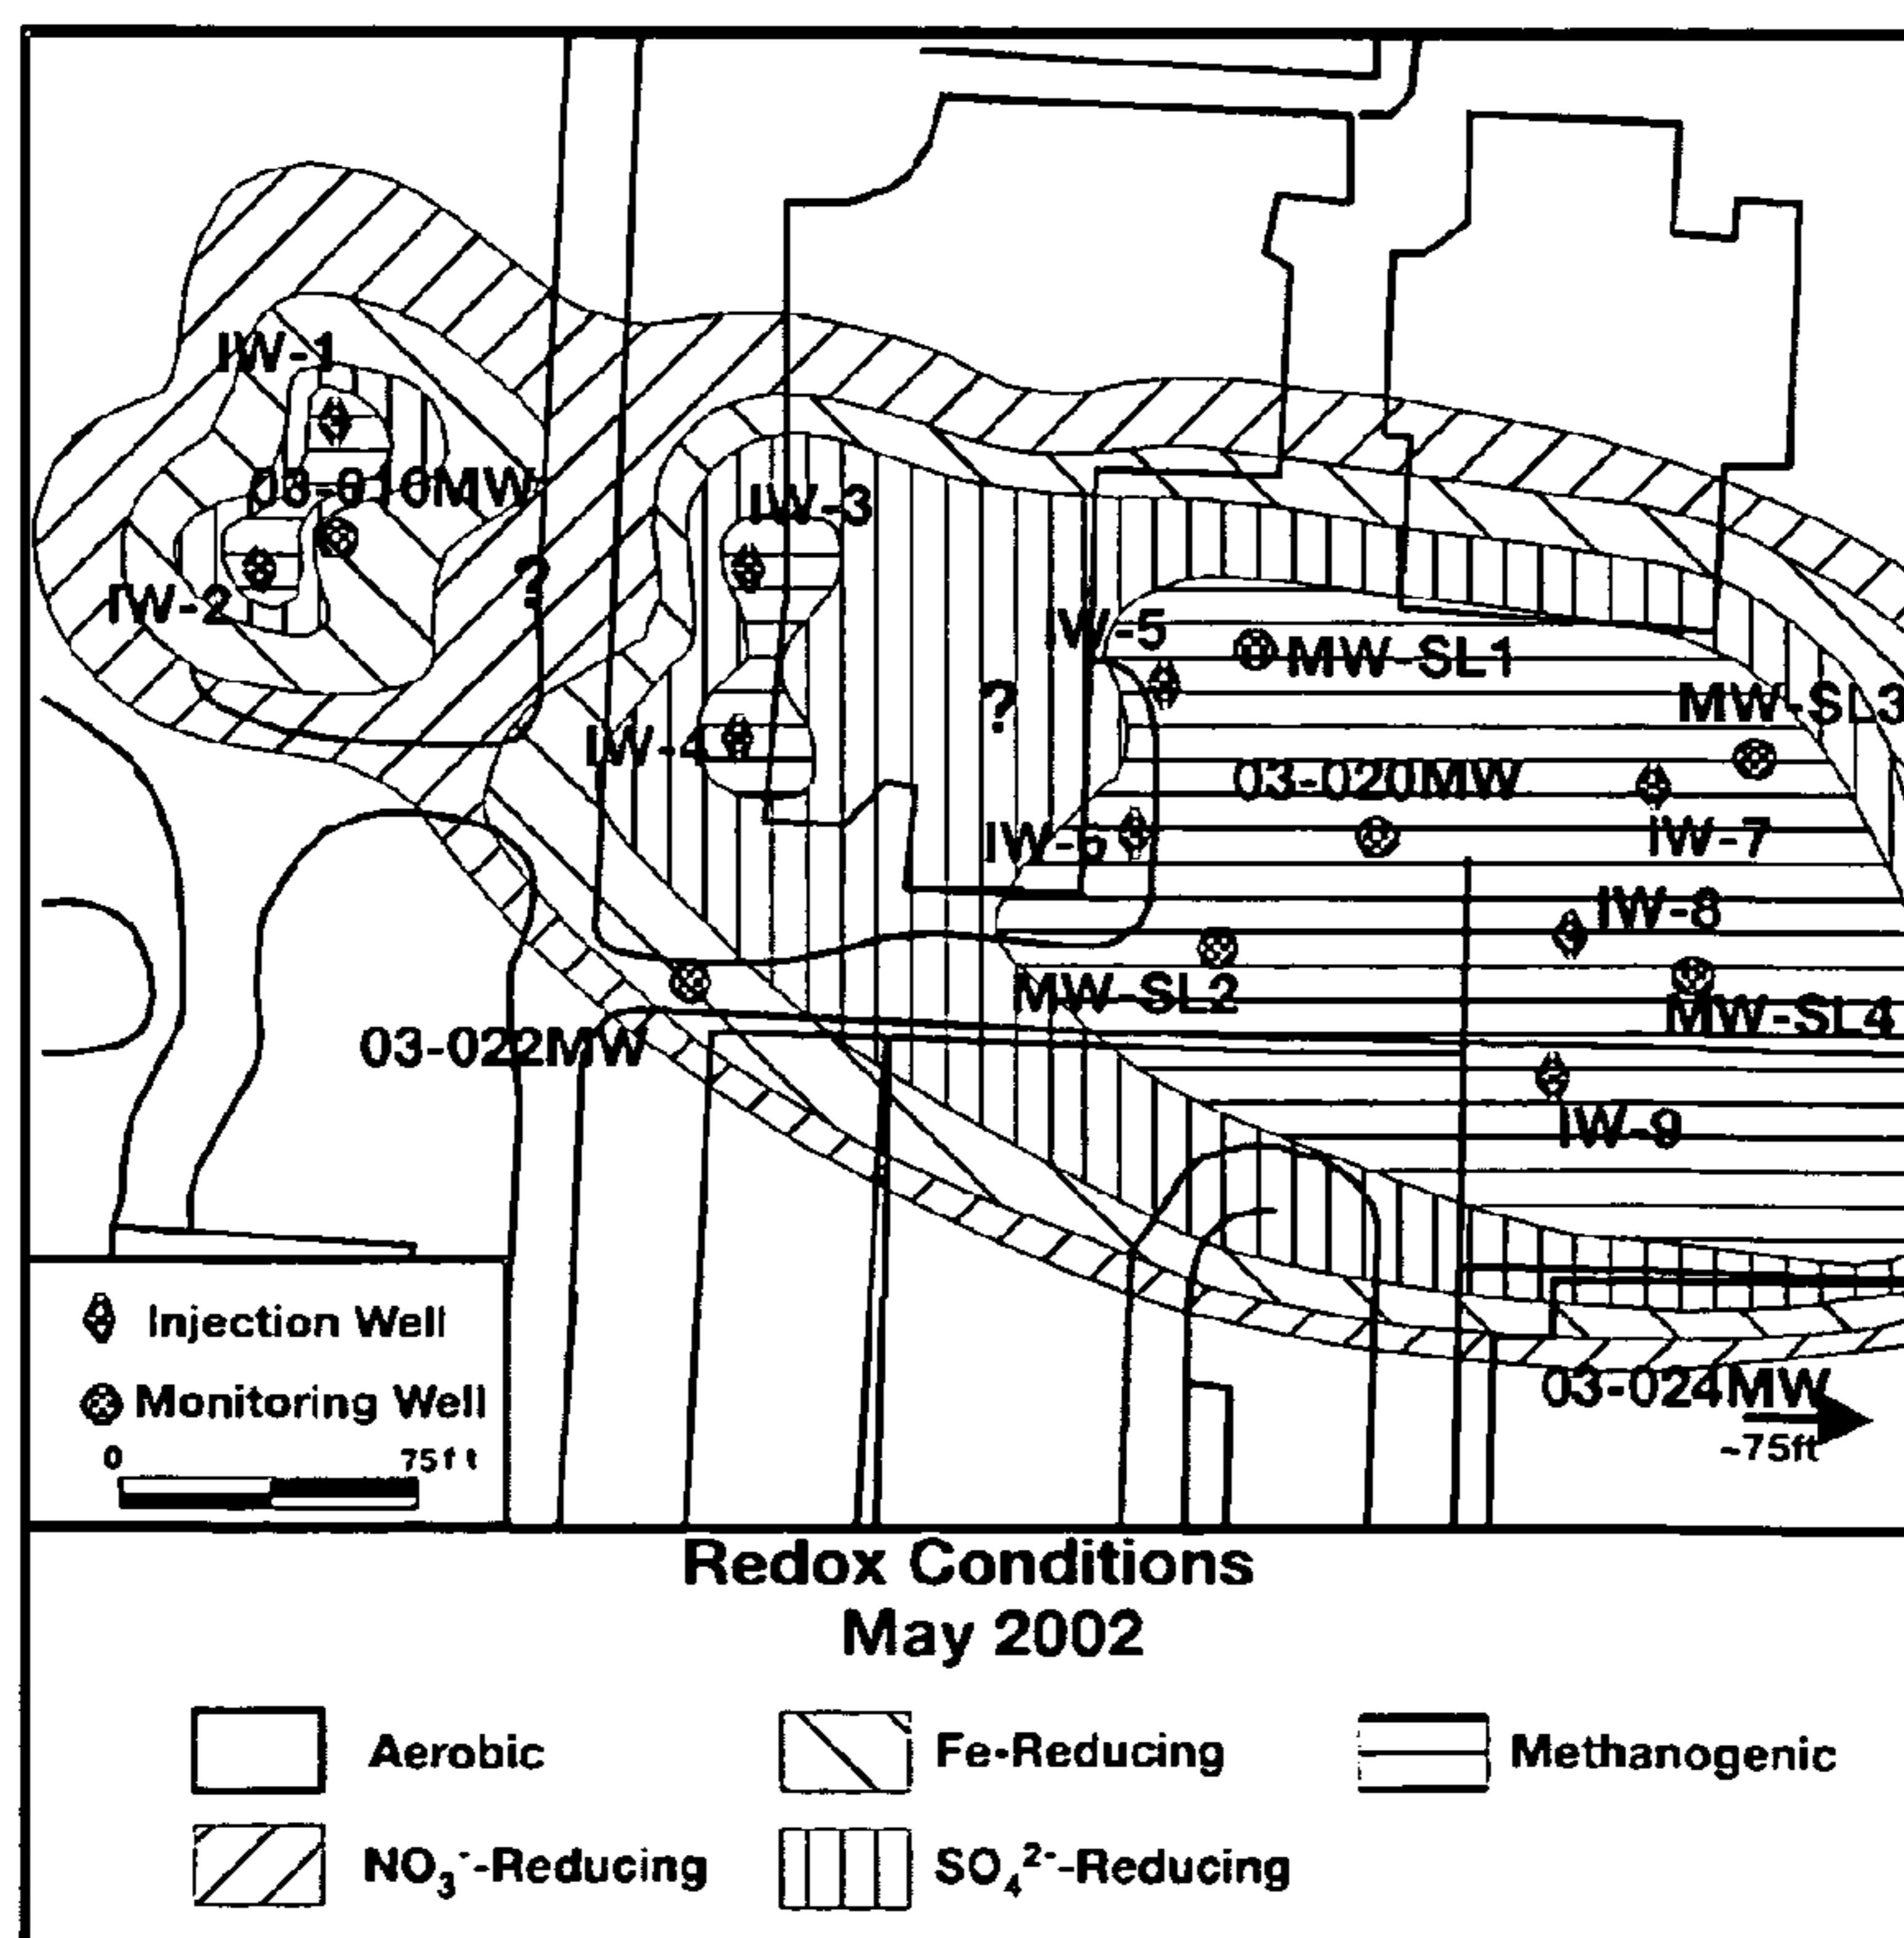 IW-1
03-010MW
IW-3
?
IW-2
IW-5
MW-SL1
?
MW-SL3
IW-4
03-020MW
IW-6
IW-7
IW-8
MW-SL2
MW-SL4
03-022MW
IW-9
03-024MW
~75ft
Injection Well
Monitoring Well
0 75ft
Redox Conditions
May 2002
Aerobic
Fe-Reducing
Methanogenic
NO₃⁻-Reducing
SO₄²⁻-Reducing